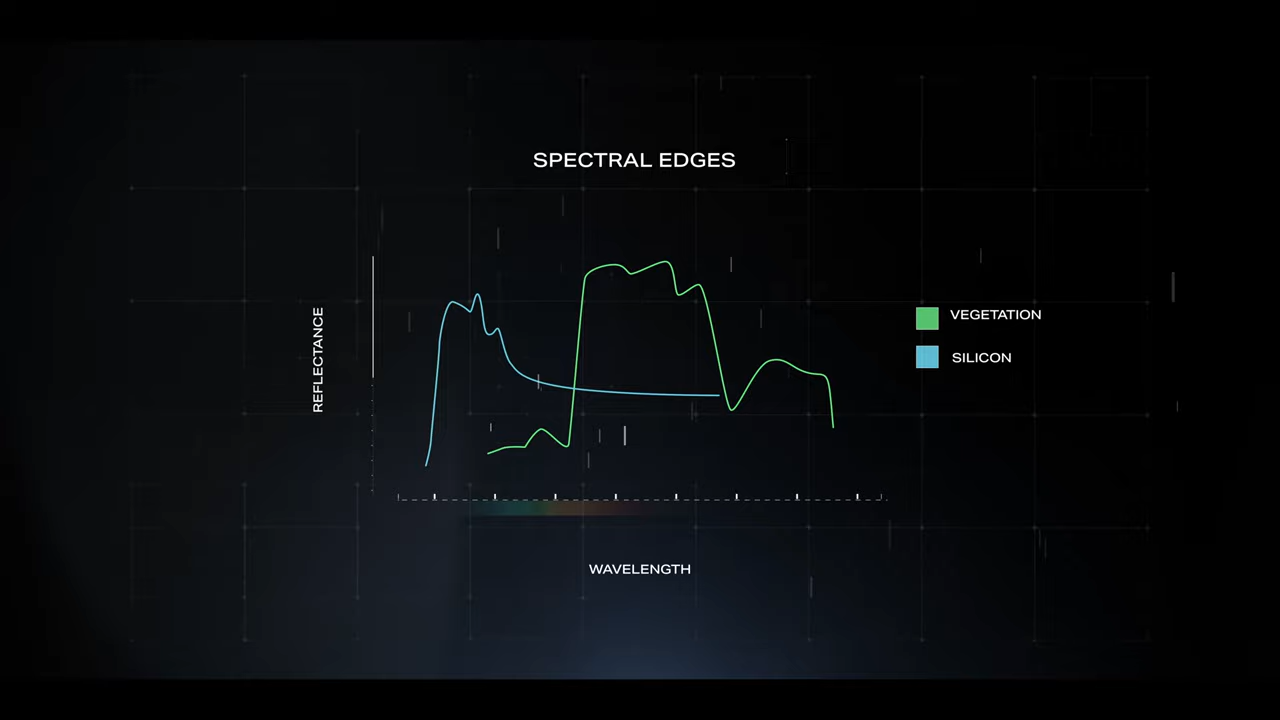 SPECTRAL EDGES
REFLECTANCE
VEGETATION
SILICON
WAVELENGTH